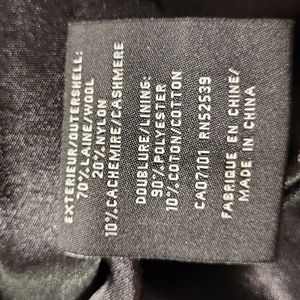 EXTERIEUR/OUTERSHELL:
70% LAINE/WOOL
20% NYLON
10% CACHEMIRE/CASHMERE
DOUBLURE/LINING:
90% POLYESTER
10% COTON/COTTON
CA07101 RN52539
FABRIQUE EN CHINE/
MADE IN CHINA